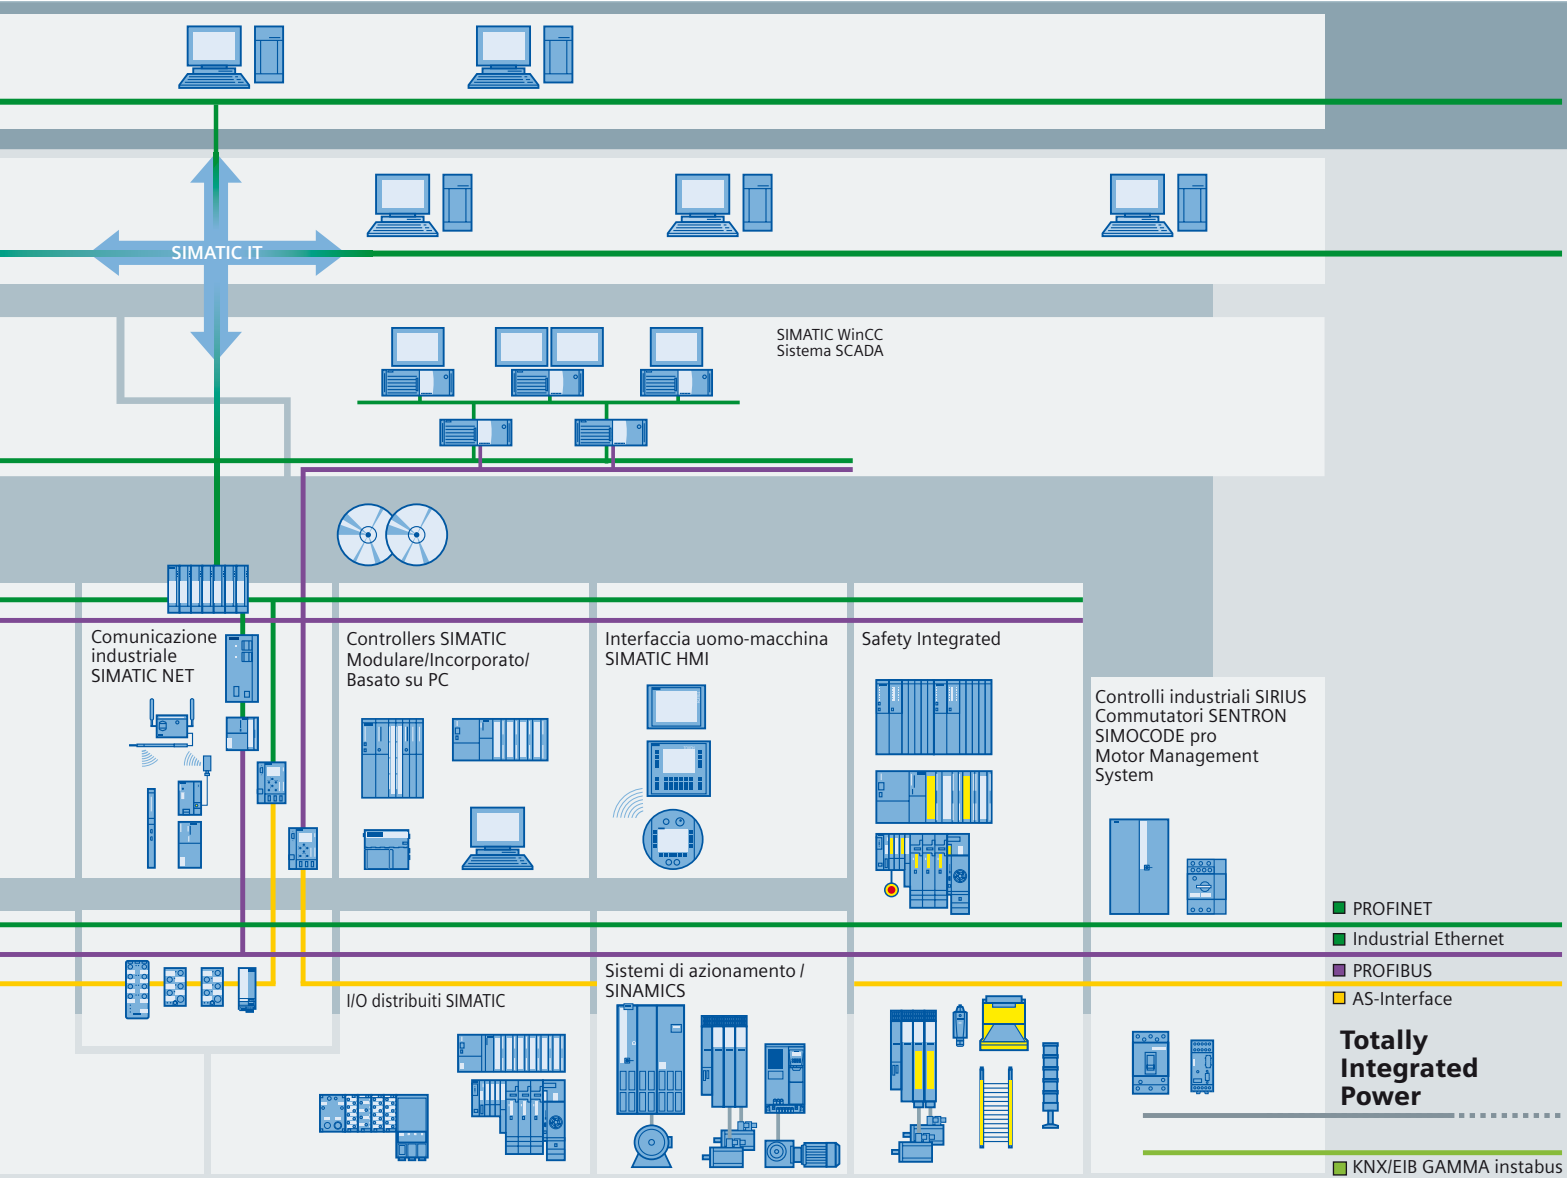 SIMATIC IT
SIMATIC WinCC
Sistema SCADA
Comunicazione
industriale
SIMATIC NET
Controllers SIMATIC
Modulare/Incorporato/
Basato su PC
Interfaccia uomo-macchina
SIMATIC HMI
Safety Integrated
Controlli industriali SIRIUS
Commutatori SENTRON
SIMOCODE pro
Motor Management
System
PROFINET
Industrial Ethernet
PROFIBUS
AS-Interface
I/O distribuiti SIMATIC
Sistemi di azionamento /
SINAMICS
Totally
Integrated
Power
KNX/EIB GAMMA instabus